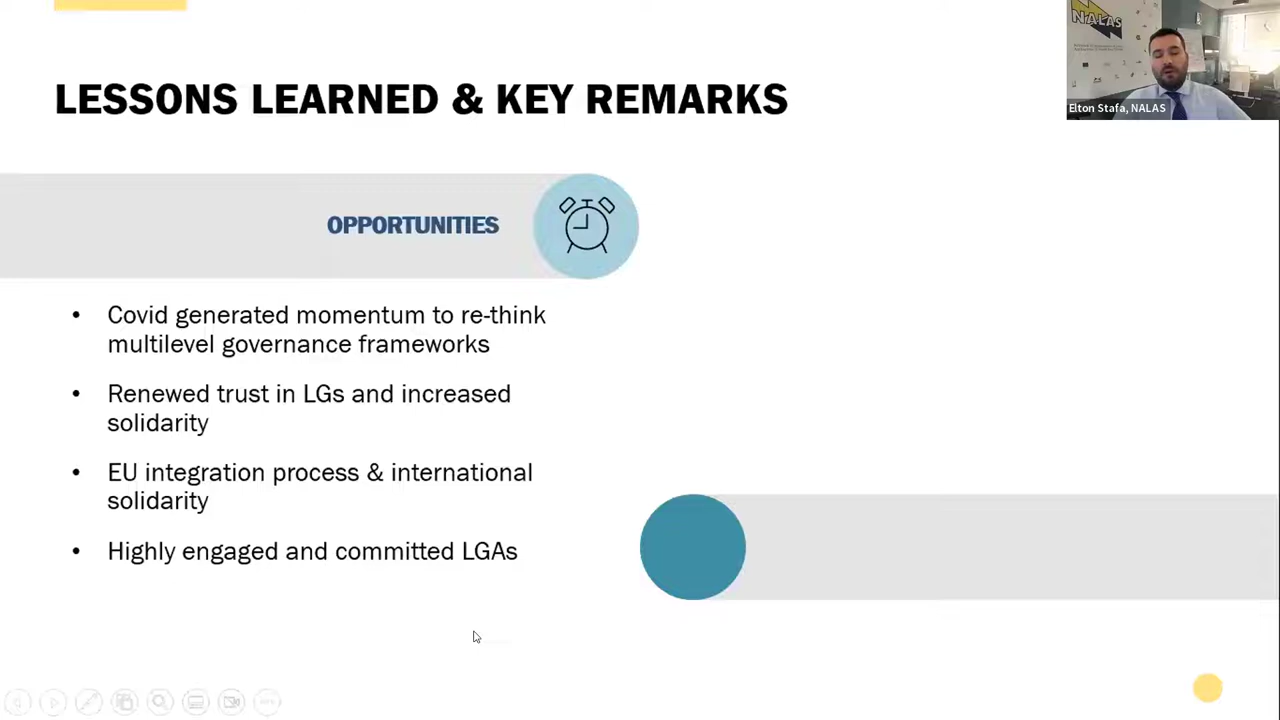 LESSONS LEARNED & KEY REMARKS
NALAS
Elton Stafa, NALAS
OPPORTUNITIES
• Covid generated momentum to re-think
multilevel governance frameworks
• Renewed trust in LGs and increased
solidarity
• EU integration process & international
solidarity
• Highly engaged and committed LGAs